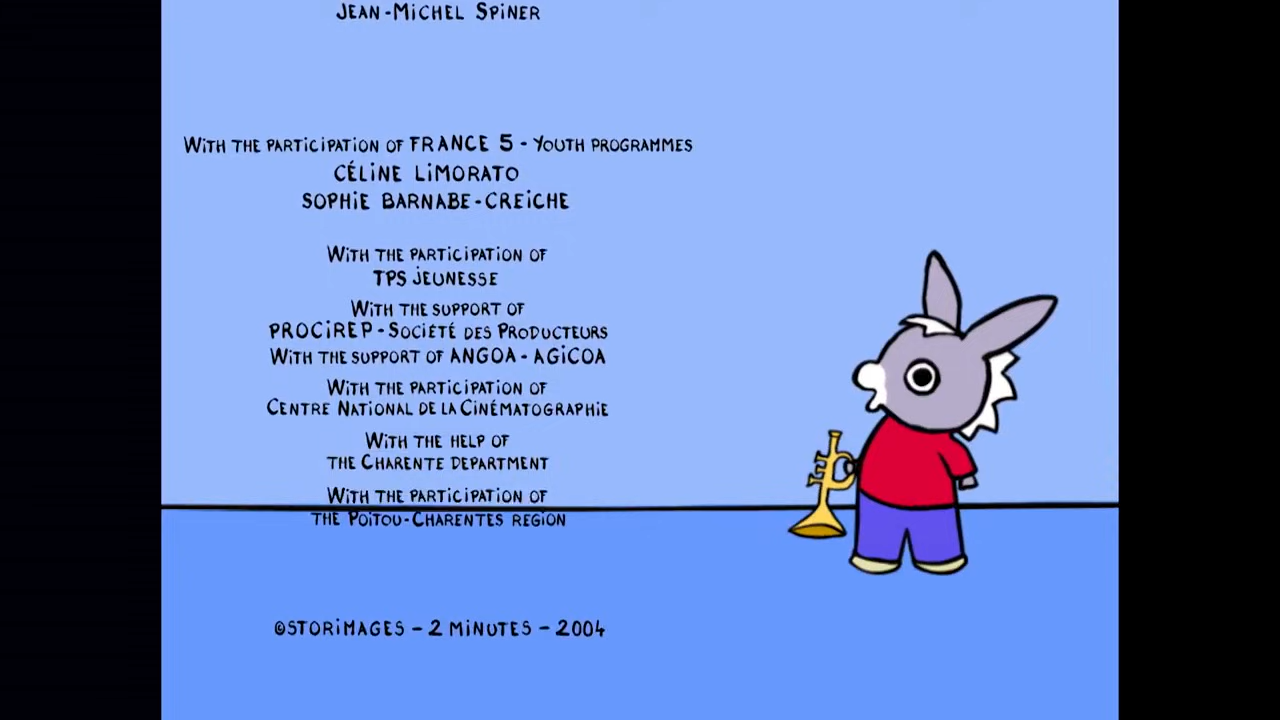 JEAN-MiCHEL SPiNER
WiTH THE PARTiCiPATiON OF FRANCE 5 - YOUTH PROGRAMMES
CÉLiNE LiMORATO
SOPHiE BARNABE-CREiCHE
WiTH THE PARTiCiPATiON OF
TPS JEUNESSE
WiTH THE SUPPORT OF
PROCiREP - SOCiÉTÉ DES PRODUCTEURS
WiTH THE SUPPORT OF ANGOA - AGiCOA
WiTH THE PARTiCiPATiON OF
CENTRE NATiONAL DE LA CiNÉMATOGRAPHiE
WiTH THE HELP OF
THE CHARENTE DEPARTMENT
WiTH THE PARTiCiPATiON OF
THE POiTOU-CHARENTES REGiON
©STORiMAGES - 2 MiNUTES - 2004